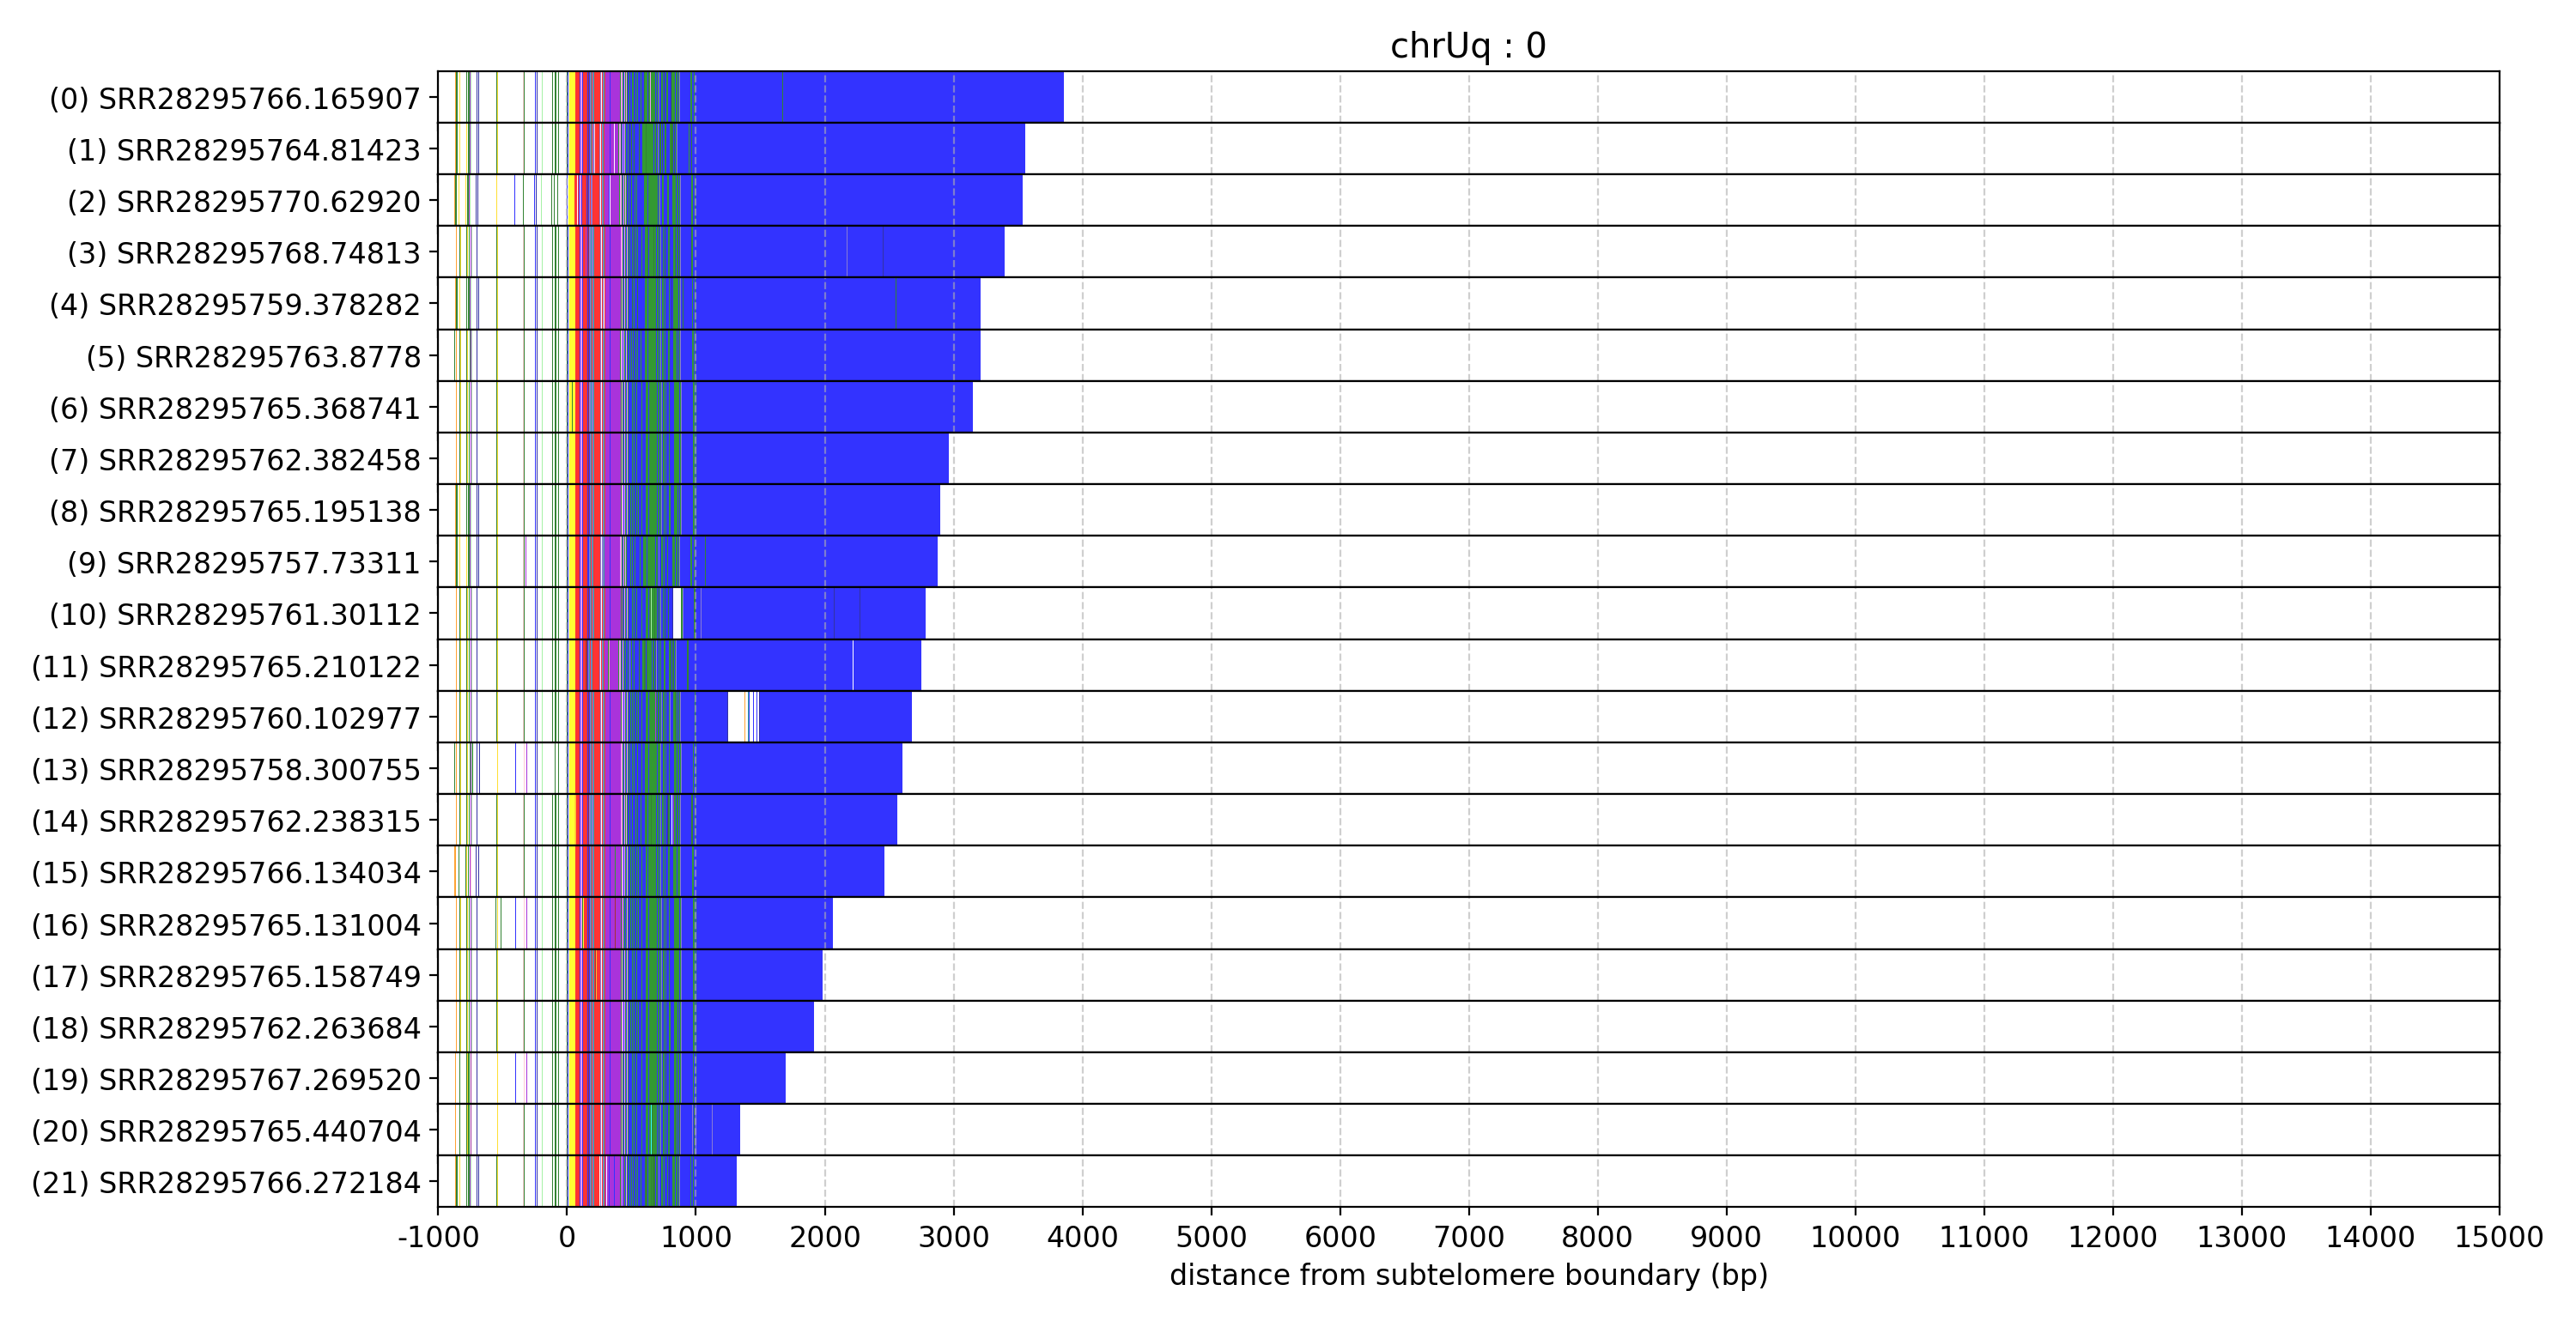 chrUq : 0
(0) SRR28295766.165907
(1) SRR28295764.81423
(2) SRR28295770.62920
(3) SRR28295768.74813
(4) SRR28295759.378282
(5) SRR28295763.8778
(6) SRR28295765.368741
(7) SRR28295762.382458
(8) SRR28295765.195138
(9) SRR28295757.73311
(10) SRR28295761.30112
(11) SRR28295765.210122
(12) SRR28295760.102977
(13) SRR28295758.300755
(14) SRR28295762.238315
(15) SRR28295766.134034
(16) SRR28295765.131004
(17) SRR28295765.158749
(18) SRR28295762.263684
(19) SRR28295767.269520
(20) SRR28295765.440704
(21) SRR28295766.272184
-1000 0 1000 2000 3000 4000 5000 6000 7000 8000 9000 10000 11000 12000 13000 14000 15000
distance from subtelomere boundary (bp)